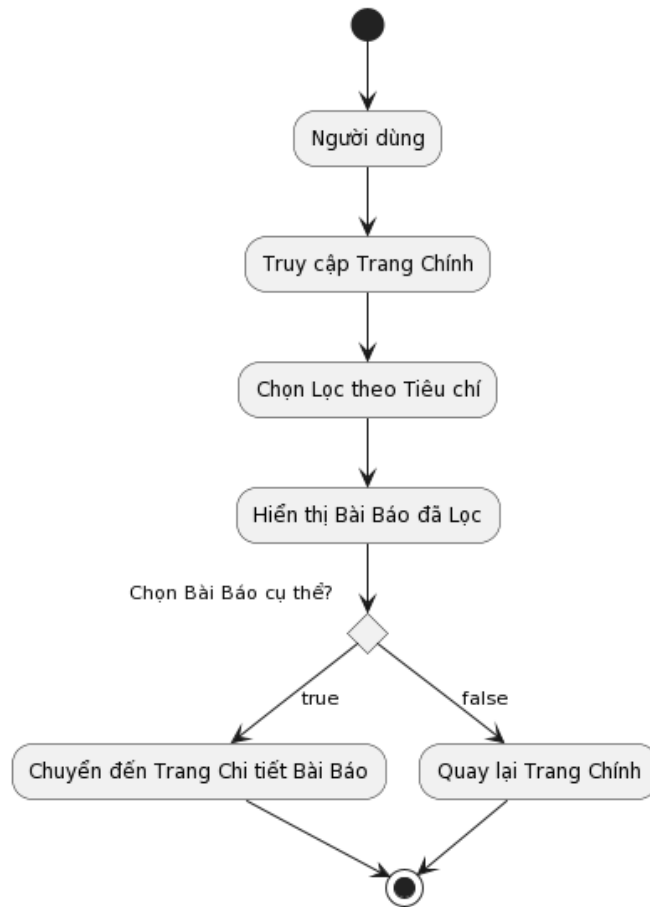 Người dùng
Truy cập Trang Chính
Chọn Lọc theo Tiêu chí
Hiển thị Bài Báo đã Lọc
Chọn Bài Báo cụ thể?
true
false
Chuyển đến Trang Chi tiết Bài Báo
Quay lại Trang Chính